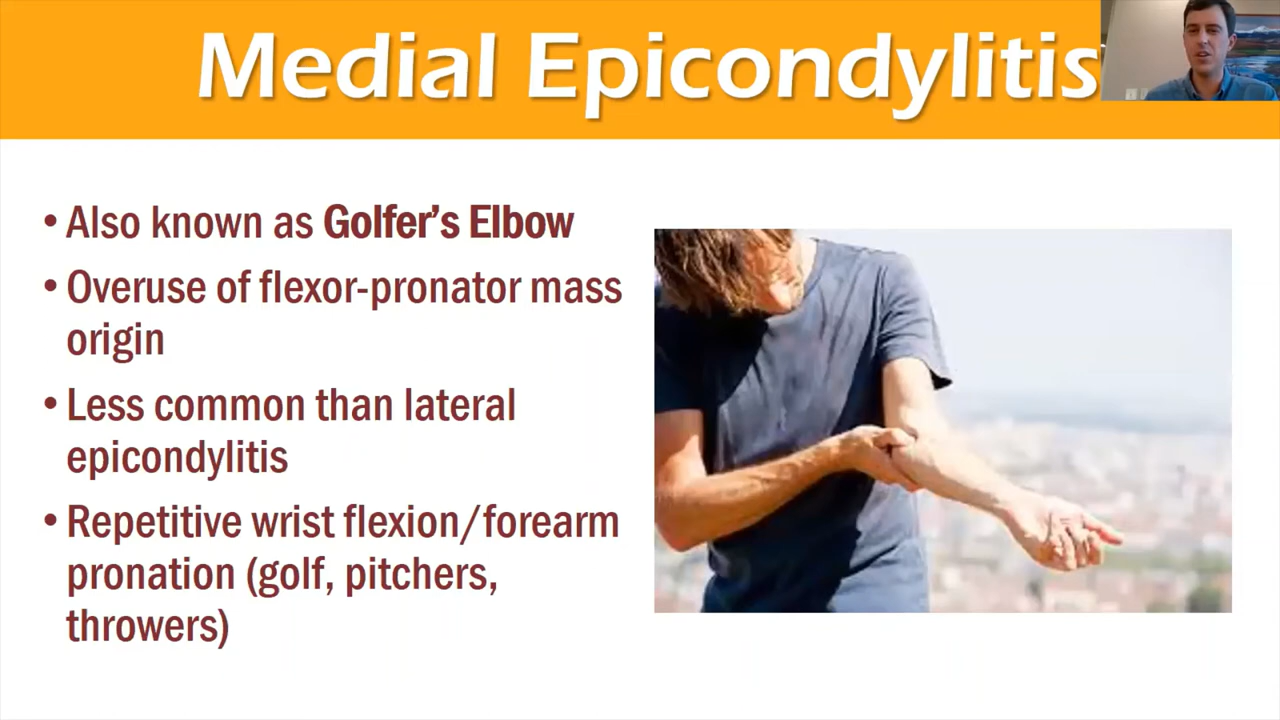 Medial Epicondylitis
• Also known as Golfer's Elbow
• Overuse of flexor-pronator mass
origin
• Less common than lateral
epicondylitis
• Repetitive wrist flexion/forearm
pronation (golf, pitchers,
throwers)